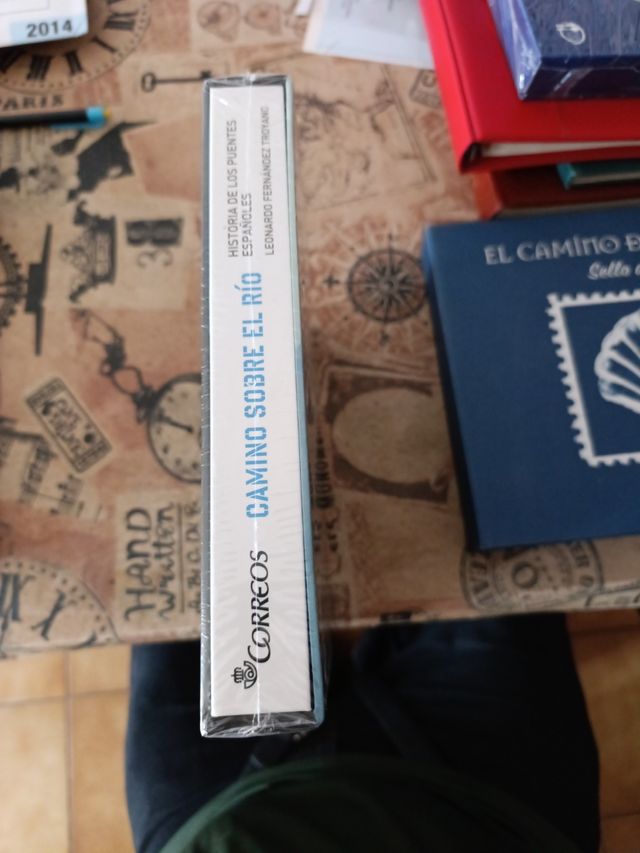 2014
PARIS
HISTORIA DE LOS PUENTES
ESPAÑOLES
LEONARDO FERNÁNDEZ TROYANO
CAMINO SOBRE EL RÍO
CORREOS
EL CAMINO
Sello
HAND
written